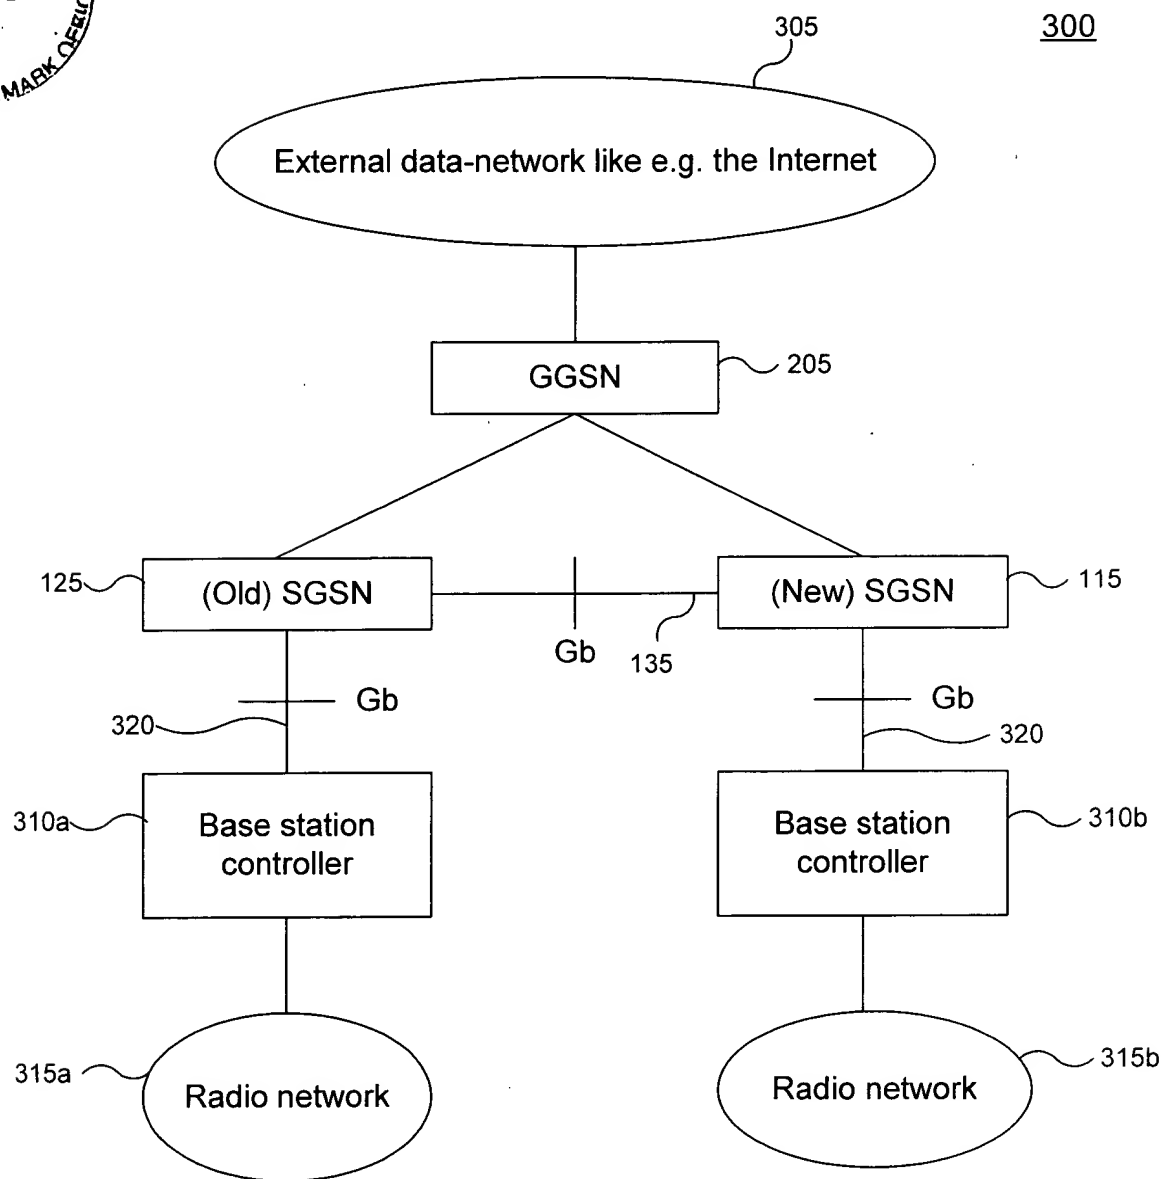 305
300
MARK OFFIC
External data-network like e.g. the Internet
GGSN
205
125
(Old) SGSN
(New) SGSN
115
Gb
135
Gb
320
Gb
320
310a
Base station
controller
Base station
controller
310b
315a
Radio network
Radio network
315b